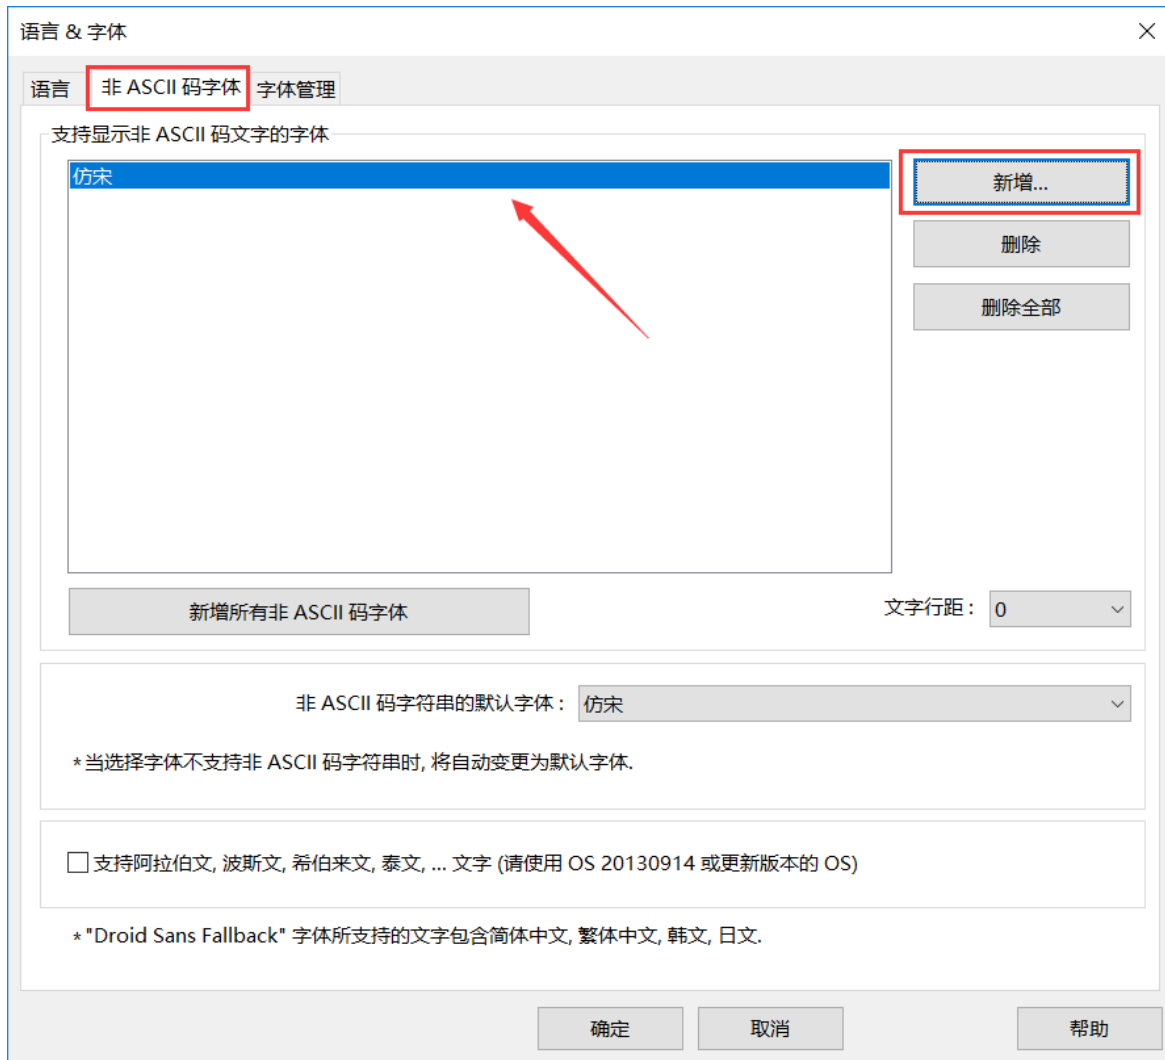 语言 & 字体
语言 非 ASCII 码字体 字体管理
支持显示非 ASCII 码文字的字体
仿宋
新增...
删除
删除全部
新增所有非 ASCII 码字体
文字行距： 0
非 ASCII 码字符串的默认字体： 仿宋
*当选择字体不支持非 ASCII 码字符串时, 将自动变更为默认字体.
支持阿拉伯文, 波斯文, 希伯来文, 泰文, ... 文字 (请使用 OS 20130914 或更新版本的 OS)
*"Droid Sans Fallback" 字体所支持的文字包含简体中文, 繁体中文, 韩文, 日文.
确定 取消 帮助